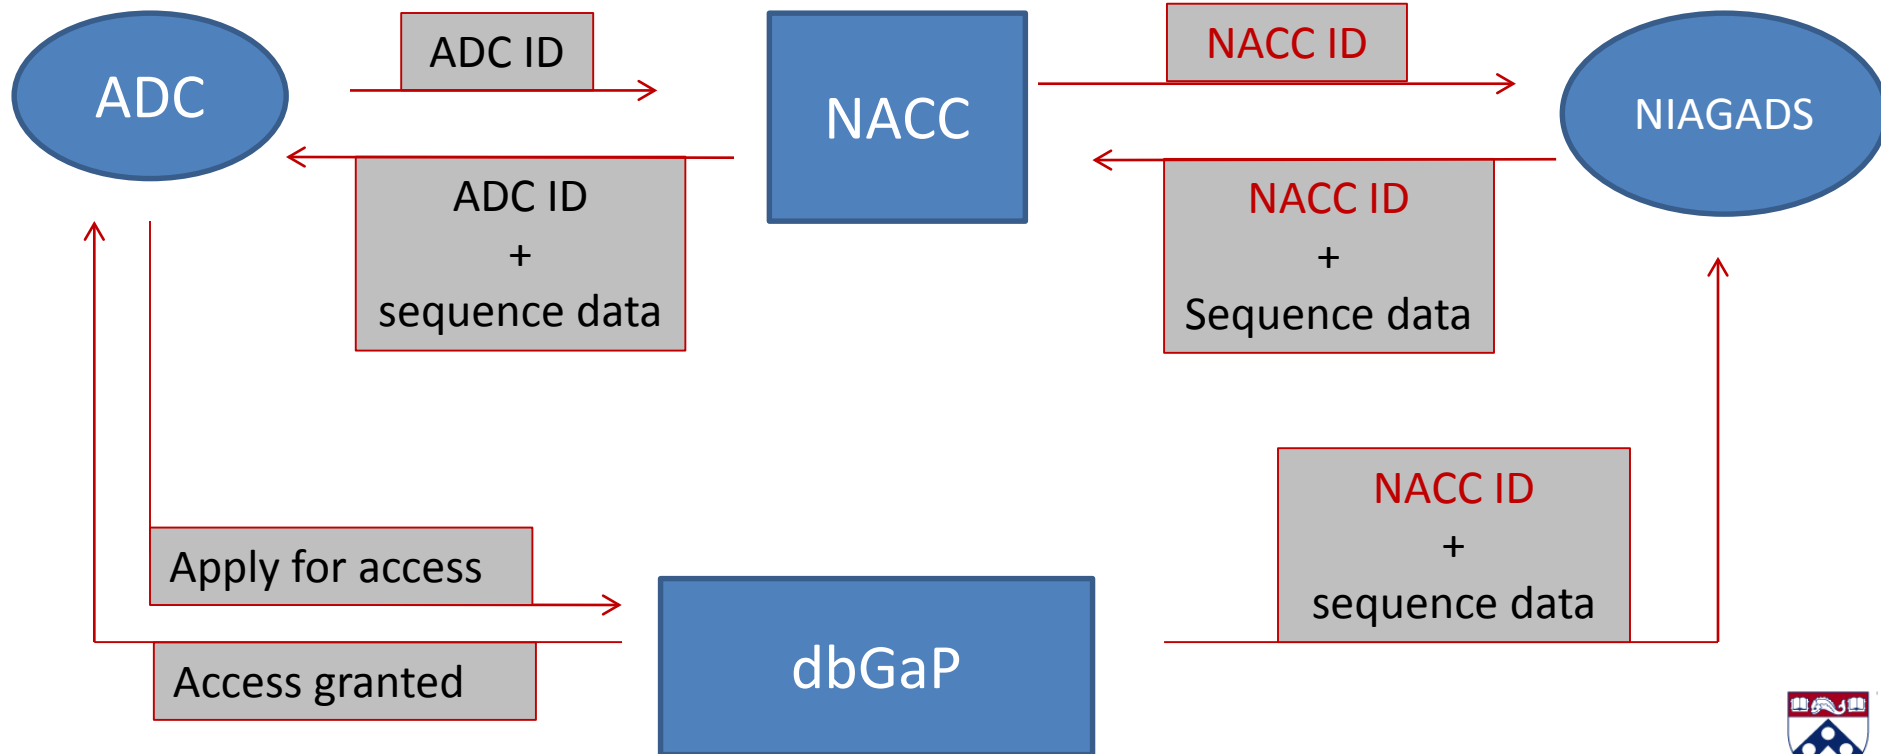 ADC
ADC ID
NACC
NACC ID
NIAGADS
ADC ID
+
sequence data
NACC ID
+
Sequence data
Apply for access
Access granted
dbGaP
NACC ID
+
sequence data